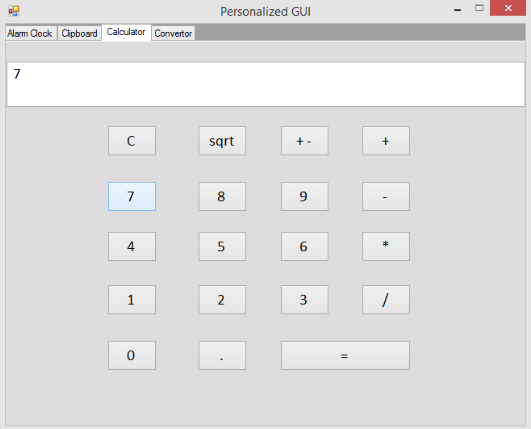 Personalized GUI
Alarm Clock Clipboard Calculator Convertor
7
C sqrt +- +
7 8 9 -
4 5 6 *
1 2 3 /
0 . =